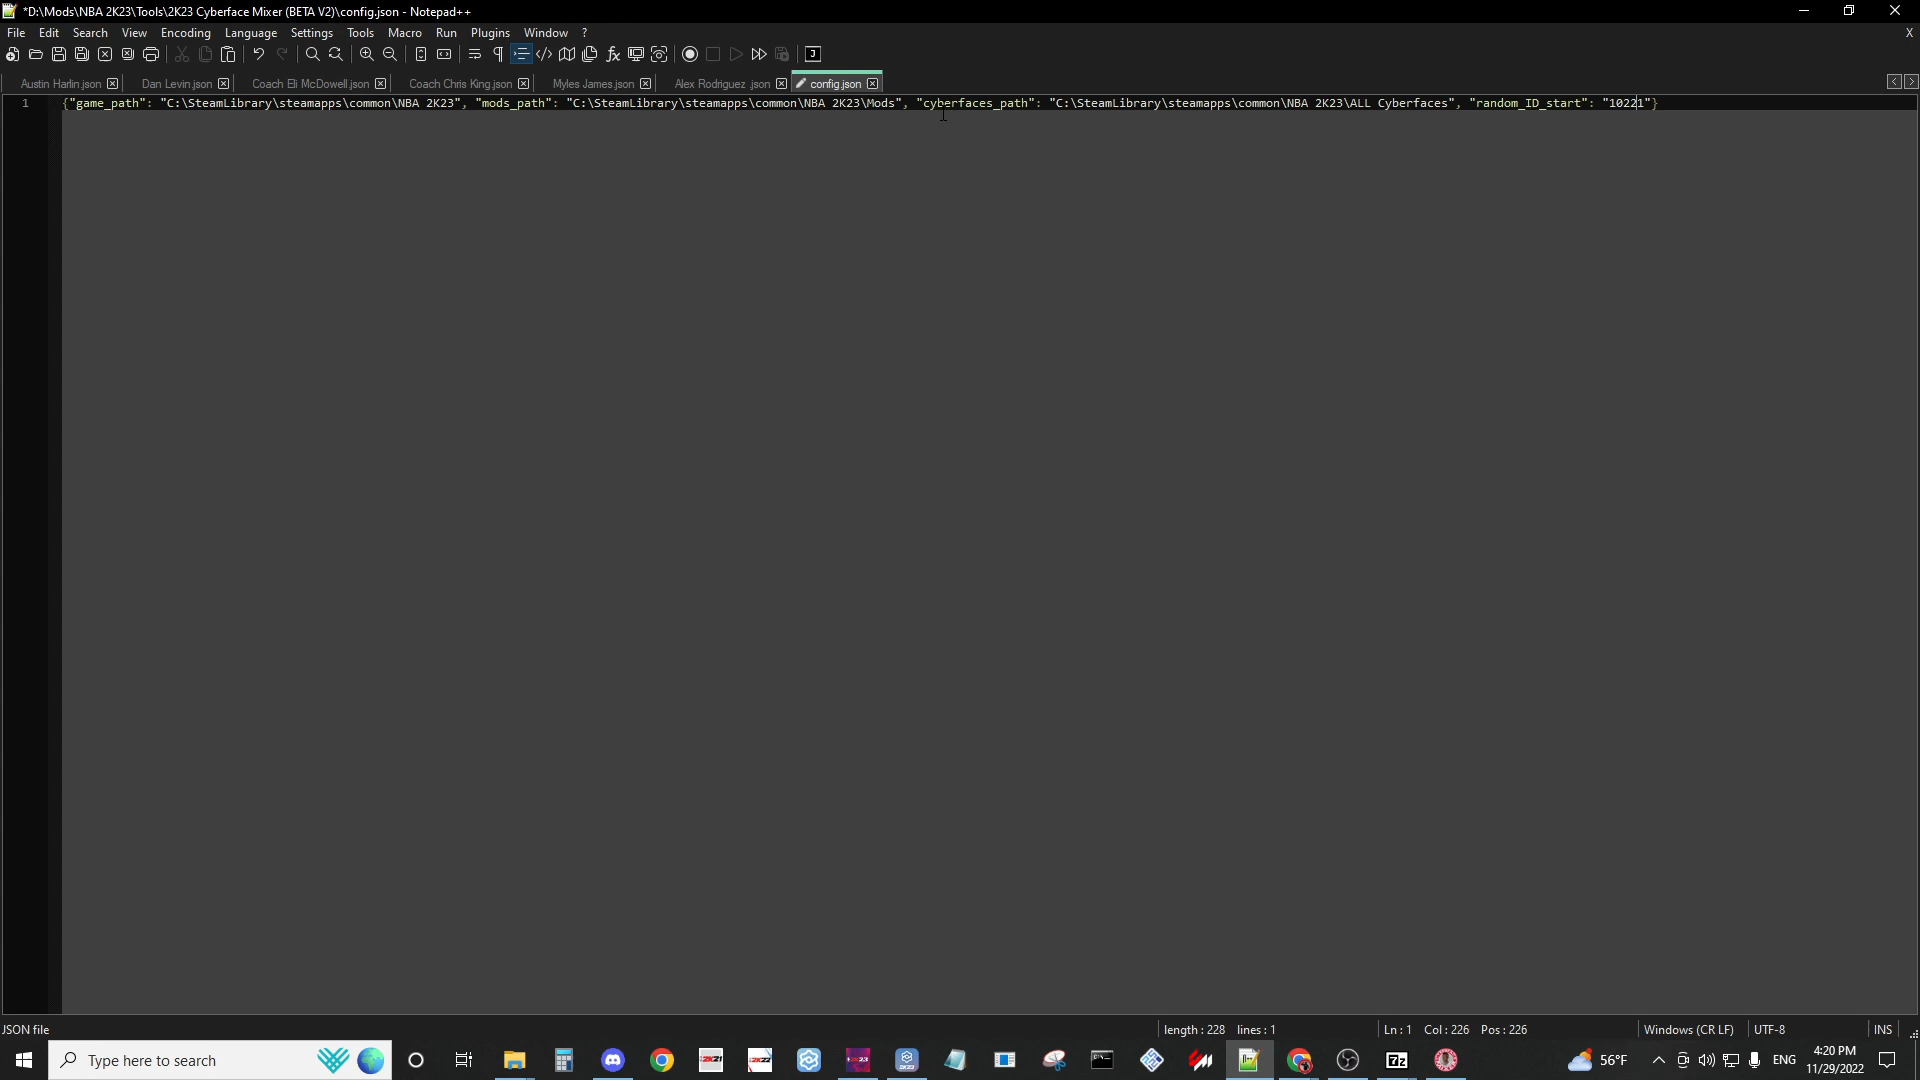 *D:\Mods\NBA 2K23\Tools\2K23 Cyberface Mixer (BETA V2)\config.json - Notepad++
File Edit Search View Encoding Language Settings Tools Macro Run Plugins Window ? X
Austin Harlin.json Dan Levin.json Coach Eli McDowell.json Coach Chris King.json Myles James.json Alex Rodriguez .json config.json
1 {"game_path": "C:\SteamLibrary\steamapps\common\NBA 2K23", "mods_path": "C:\SteamLibrary\steamapps\common\NBA 2K23\Mods", "cyberfaces_path": "C:\SteamLibrary\steamapps\common\NBA 2K23\ALL Cyberfaces", "random_ID_start": "10221"}
JSON file length : 228 lines : 1 Ln : 1 Col : 226 Pos : 226 Windows (CR LF) UTF-8 INS
Type here to search 56°F ENG 4:20 PM
11/29/2022